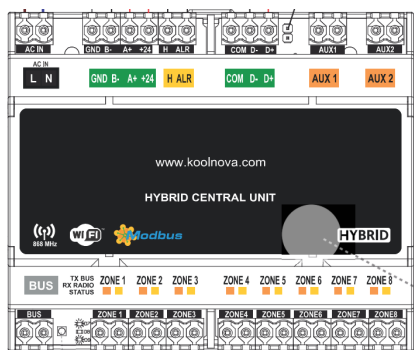 AC IN
GND B- A+ +24
H ALR
COM D- D+
AUX1
AUX2
AC IN
L N
GND B- A+ +24
H ALR
COM D- D+
AUX 1
AUX 2
www.koolnova.com
HYBRID CENTRAL UNIT
868 MHz
Wi Fi
Modbus
HYBRID
BUS
TX BUS
RX RADIO
STATUS
ZONE 1 ZONE 2 ZONE 3 ZONE 4 ZONE 5 ZONE 6 ZONE 7 ZONE 8
BUS
ZONE 1 ZONE2 ZONE3 ZONE4 ZONE5 ZONE6 ZONE7 ZONE8